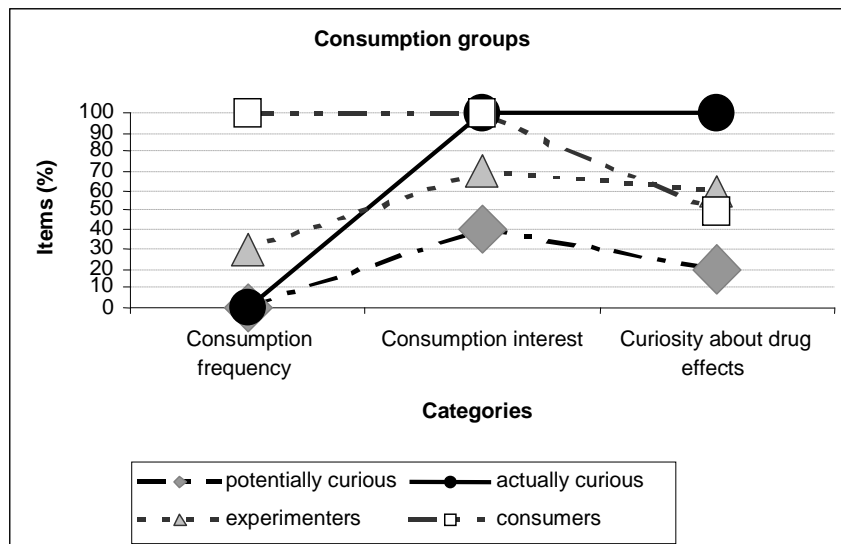 Consumption groups
Items (%)
100
90
80
70
60
50
40
30
20
10
0
Consumption frequency
Consumption interest
Curiosity about drug effects
Categories
potentially curious
actually curious
experimenters
consumers